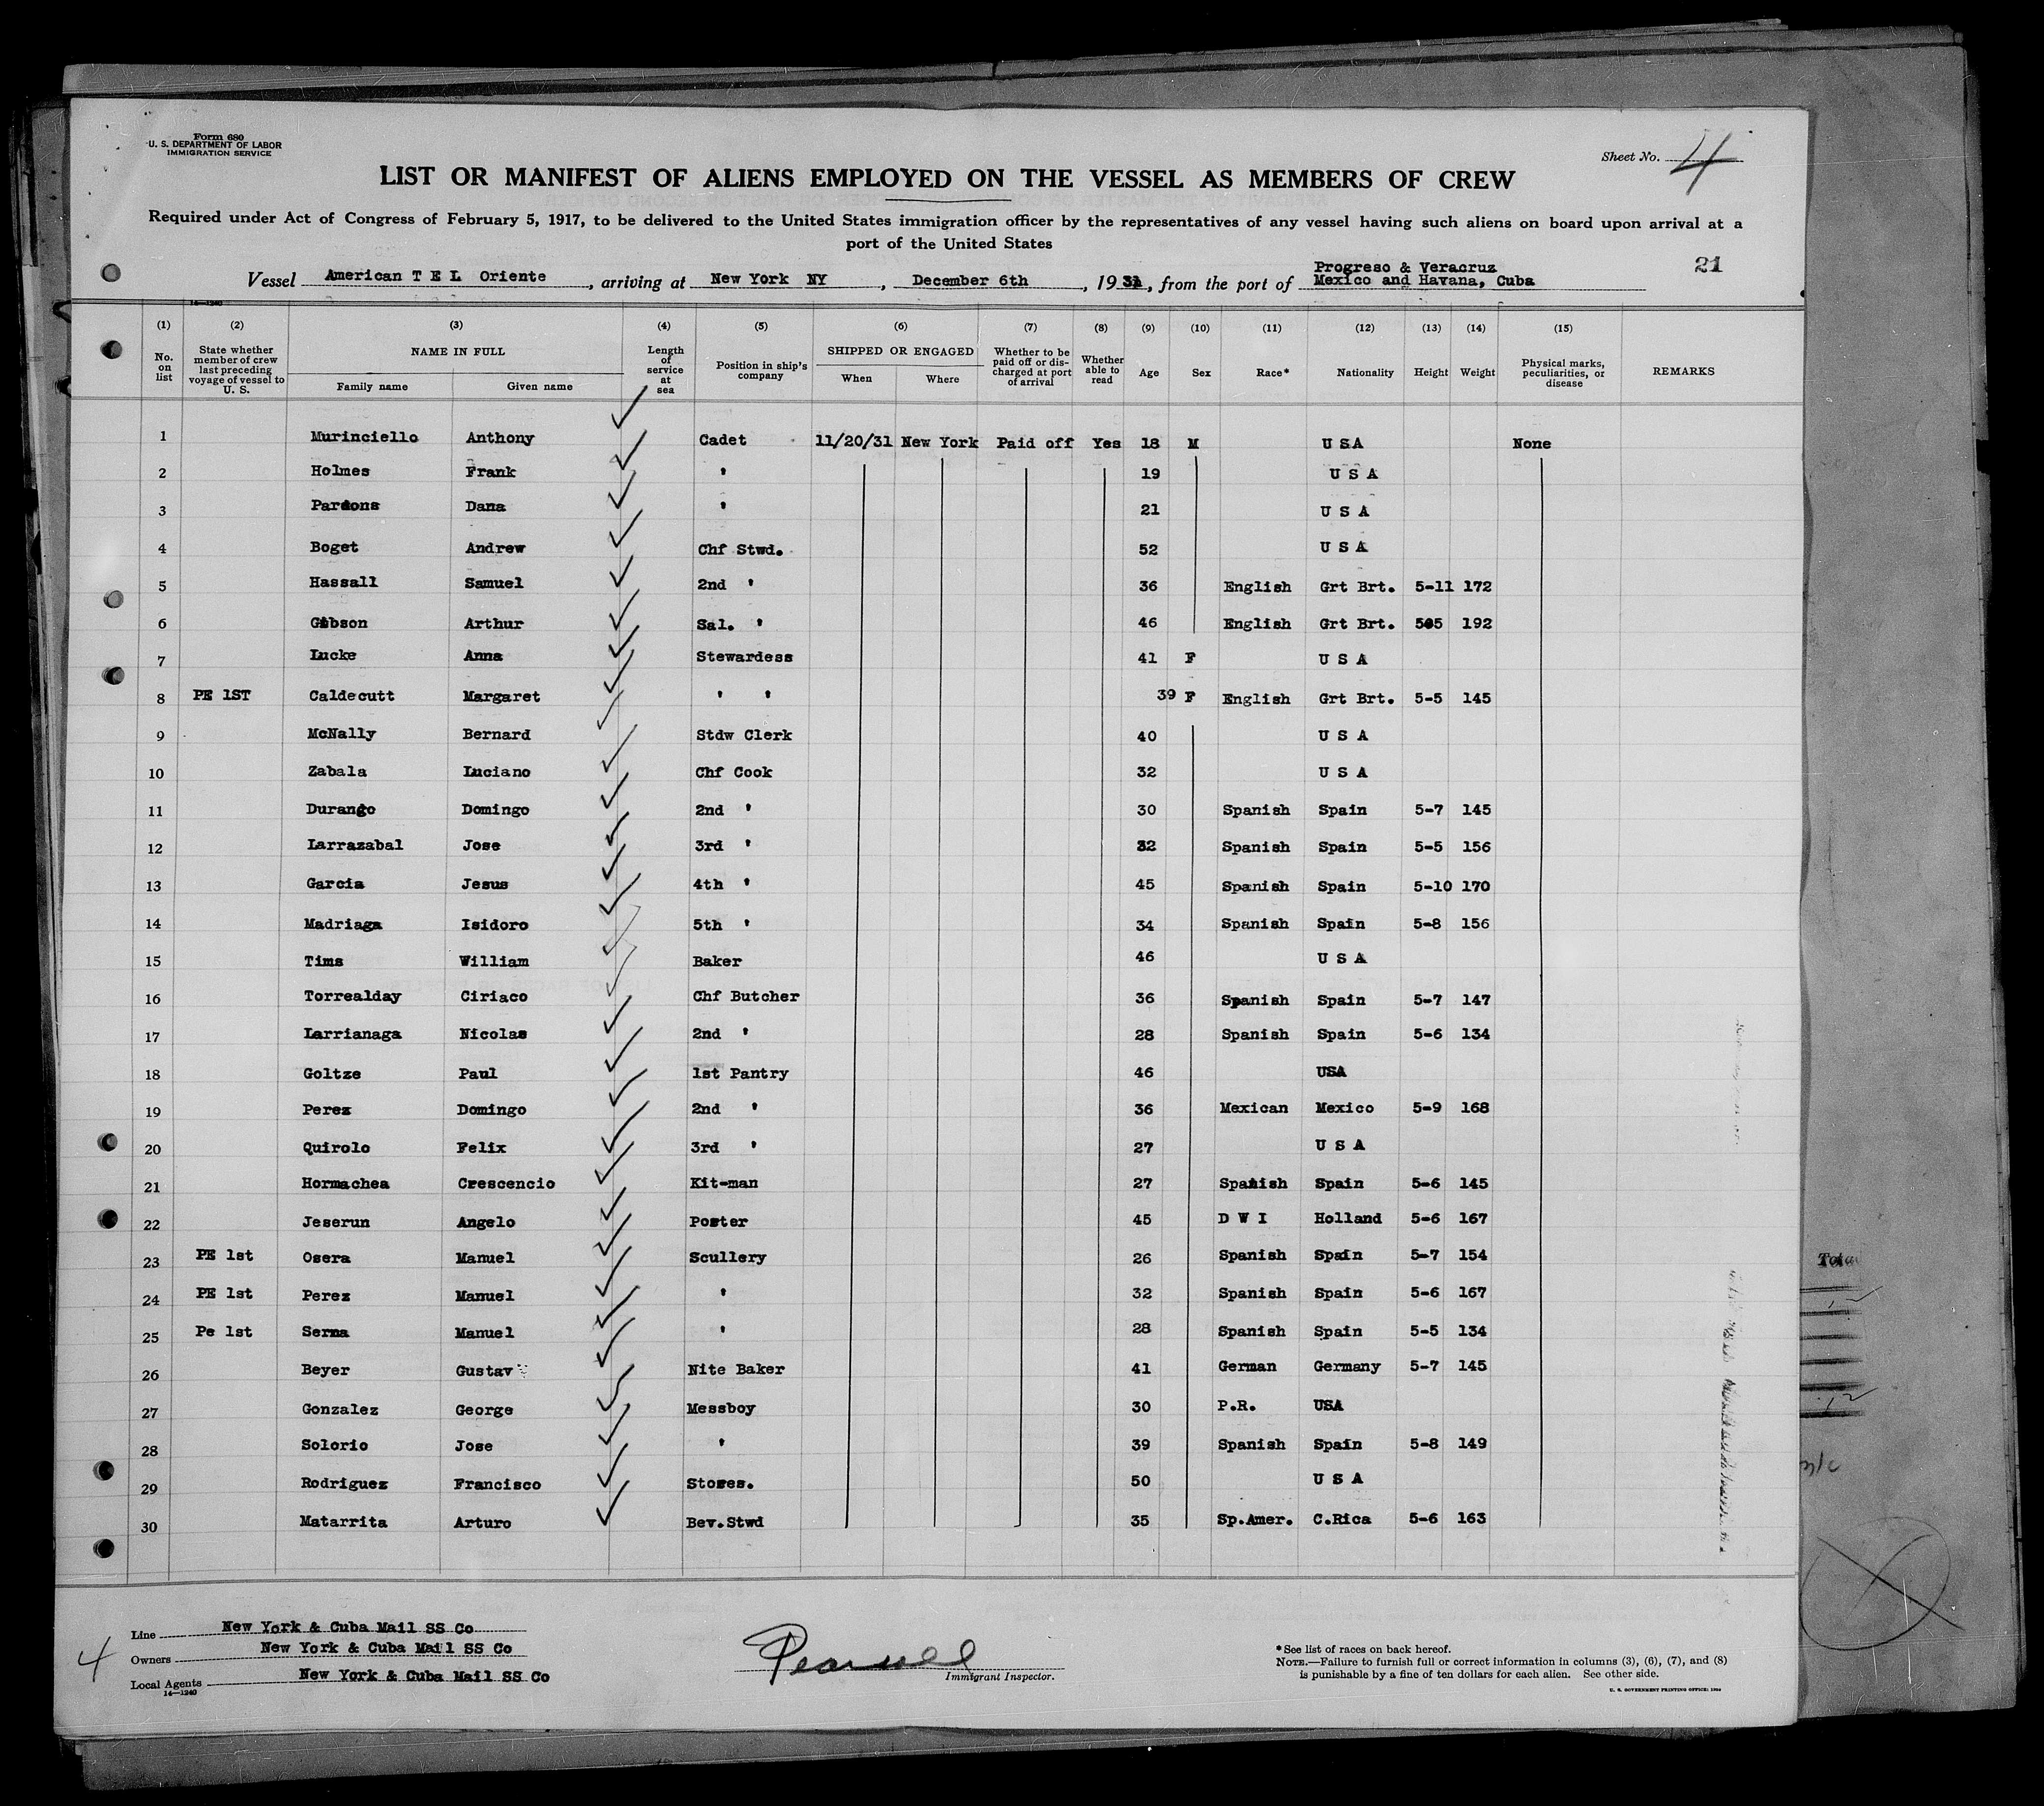 Form 680
U. S. DEPARTMENT OF LABOR
IMMIGRATION SERVICE
Sheet No. 4
LIST OR MANIFEST OF ALIENS EMPLOYED ON THE VESSEL AS MEMBERS OF CREW
Required under Act of Congress of February 5, 1917, to be delivered to the United States immigration officer by the representatives of any vessel having such aliens on board upon arrival at a
port of the United States
21
Vessel American T E L Oriente, arriving at New York NY, December 6th, 1931, from the port of Progreso & Veracruz
Mexico and Havana, Cuba
14—1240
(1) (2) (3) (4) (5) (6) (7) (8) (9) (10) (11) (12) (13) (14) (15)
No. on list State whether member of crew last preceding voyage of vessel to U. S. NAME IN FULL Family name Given name Length of service at sea Position in ship's company SHIPPED OR ENGAGED When Where Whether to be paid off or discharged at port of arrival Whether able to read Age Sex Race* Nationality Height Weight Physical marks, peculiarities, or disease REMARKS
1 Murinciello Anthony Cadet 11/20/31 New York Paid off Yes 18 M U S A None
2 Holmes Frank ' 19 U S A
3 Parsons Dana ' 21 U S A
4 Boget Andrew Chf Stwd. 52 U S A
5 Hassall Samuel 2nd ' 36 English Grt Brt. 5-11 172
6 Gibson Arthur Sal. ' 46 English Grt Brt. 5-5 192
7 Lucke Anna Stewardess 41 F U S A
8 PE 1ST Caldecutt Margaret ' ' 39 F English Grt Brt. 5-5 145
9 McNally Bernard Stdw Clerk 40 U S A
10 Zabala Luciano Chf Cook 32 U S A
11 Durango Domingo 2nd ' 30 Spanish Spain 5-7 145
12 Larrazabal Jose 3rd ' 32 Spanish Spain 5-5 156
13 Garcia Jesus 4th ' 45 Spanish Spain 5-10 170
14 Madriaga Isidoro 5th ' 34 Spanish Spain 5-8 156
15 Tims William Baker 46 U S A
16 Torrealday Ciriaco Chf Butcher 36 Spanish Spain 5-7 147
17 Larrianaga Nicolas 2nd ' 28 Spanish Spain 5-6 134
18 Goltze Paul 1st Pantry 46 USA
19 Perez Domingo 2nd ' 36 Mexican Mexico 5-9 168
20 Quirolo Felix 3rd ' 27 U S A
21 Hormachea Crescencio Kit-man 27 Spanish Spain 5-6 145
22 Jeserun Angelo Porter 45 D W I Holland 5-6 167
23 PE 1st Osera Manuel Scullery 26 Spanish Spain 5-7 154
24 PE 1st Perez Manuel ' 32 Spanish Spain 5-6 167
25 Pe 1st Serna Manuel ' 28 Spanish Spain 5-5 134
26 Beyer Gustav Nite Baker 41 German Germany 5-7 145
27 Gonzalez George Messboy 30 P.R. USA
28 Solorio Jose ' 39 Spanish Spain 5-8 149
29 Rodriguez Francisco Stores. 50 U S A
30 Matarrita Arturo Bev.Stwd 35 Sp.Amer. C.Rica 5-6 163
Line New York & Cuba Mail SS Co
Owners New York & Cuba Mail SS Co
4
Local Agents New York & Cuba Mail SS Co
14—1240
Immigrant Inspector.
*See list of races on back hereof.
NOTE.—Failure to furnish full or correct information in columns (3), (6), (7), and (8)
is punishable by a fine of ten dollars for each alien. See other side.
U. S. GOVERNMENT PRINTING OFFICE: 1930